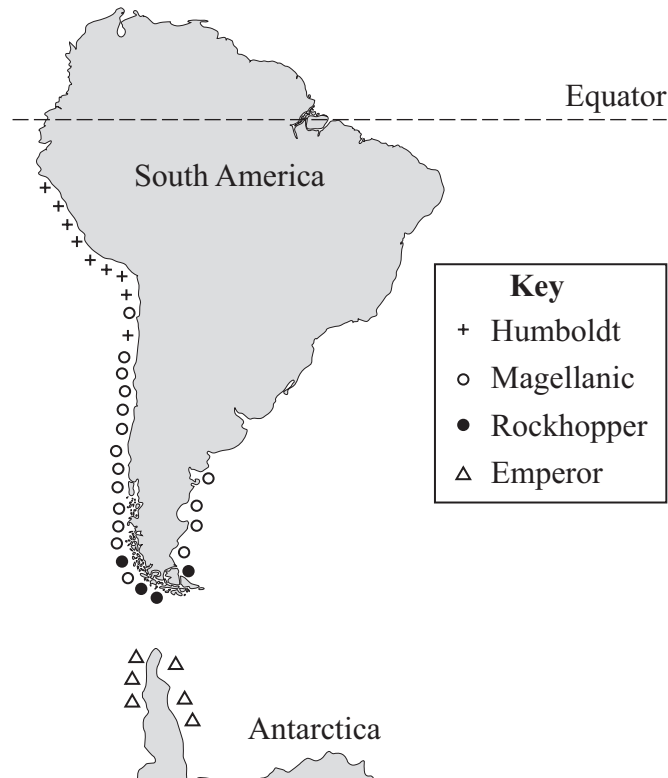 Equator
South America
Key
Humboldt
Magellanic
Rockhopper
Emperor
Antarctica